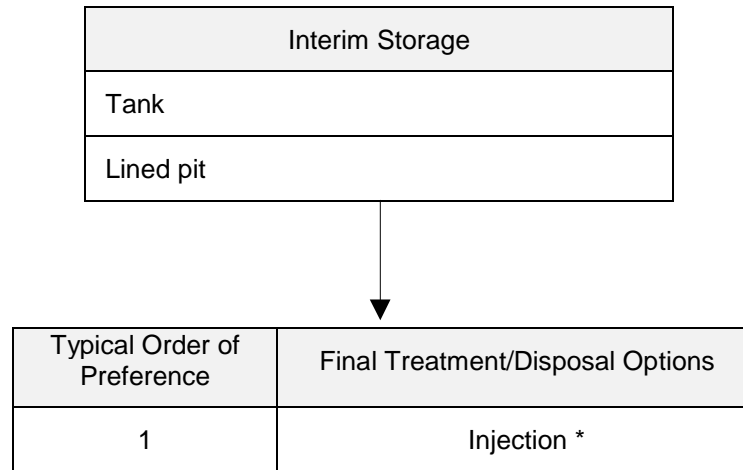 Interim Storage
Tank
Lined pit
Typical Order of
Preference
Final Treatment/Disposal Options
1
Injection *